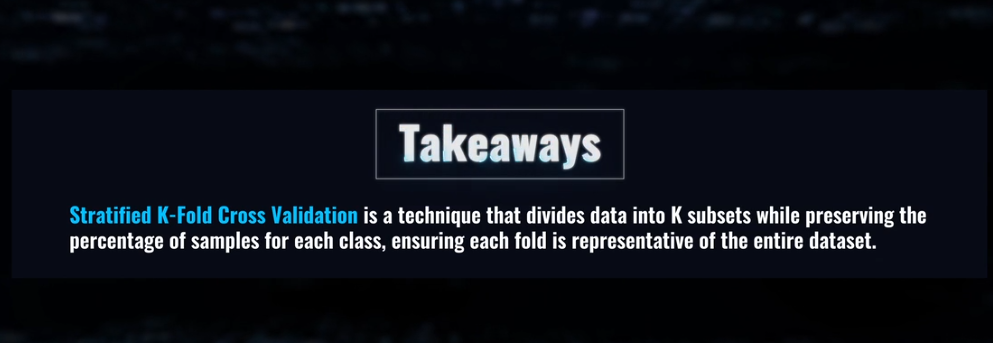 Takeaways
Stratified K-Fold Cross Validation is a technique that divides data into K subsets while preserving the
percentage of samples for each class, ensuring each fold is representative of the entire dataset.